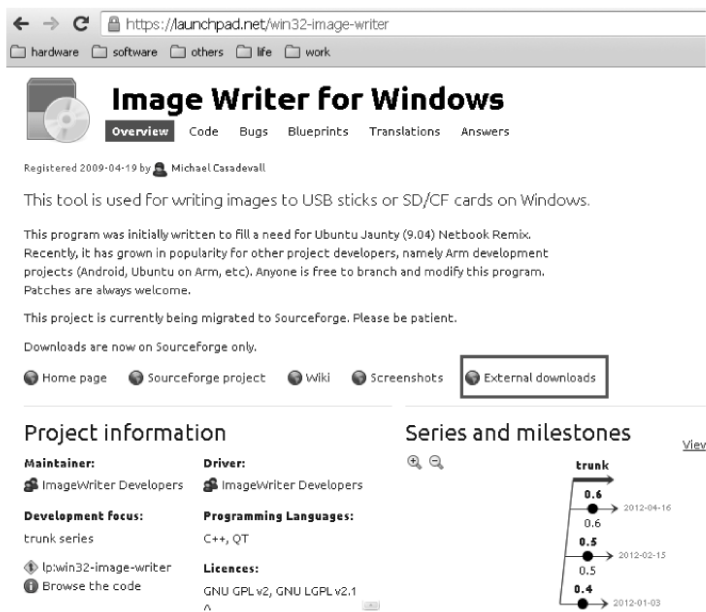 https://launchpad.net/win32-image-writer
hardware software others life work
Image Writer for Windows
Overview Code Bugs Blueprints Translations Answers
Registered 2009-04-19 by Michael Casadevall
This tool is used for writing images to USB sticks or SD/CF cards on Windows.
This program was initially written to fill a need for Ubuntu Jaunty (9.04) Netbook Remix.
Recently, it has grown in popularity for other project developers, namely Arm development
projects (Android, Ubuntu on Arm, etc). Anyone is free to branch and modify this program.
Patches are always welcome.
This project is currently being migrated to Sourceforge. Please be patient.
Downloads are now on Sourceforge only.
Home page Sourceforge project Wiki Screenshots External downloads
Project information
Maintainer: Driver:
ImageWriter Developers ImageWriter Developers
Development focus: Programming Languages:
trunk series C++, QT
lp:win32-image-writer Licences:
Browse the code GNU GPL v2, GNU LGPL v2.1
Series and milestones
View
trunk
0.6
2012-04-16
0.6
0.5
2012-02-15
0.5
0.4
2012-01-03